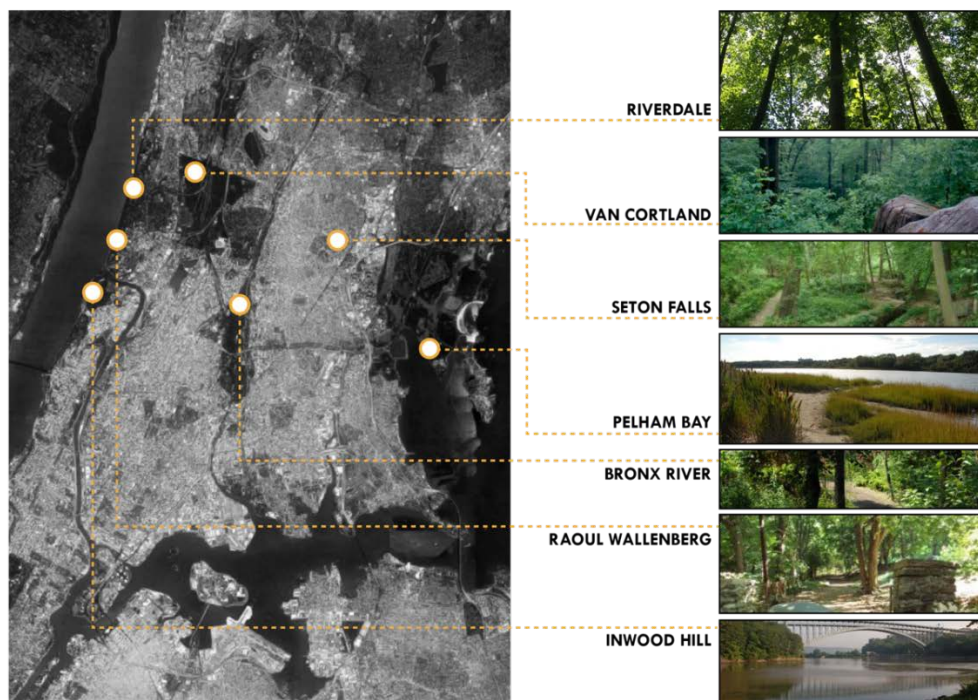 RIVERDALE
VAN CORTLAND
SETON FALLS
PELHAM BAY
BRONX RIVER
RAOUL WALLENBERG
INWOOD HILL